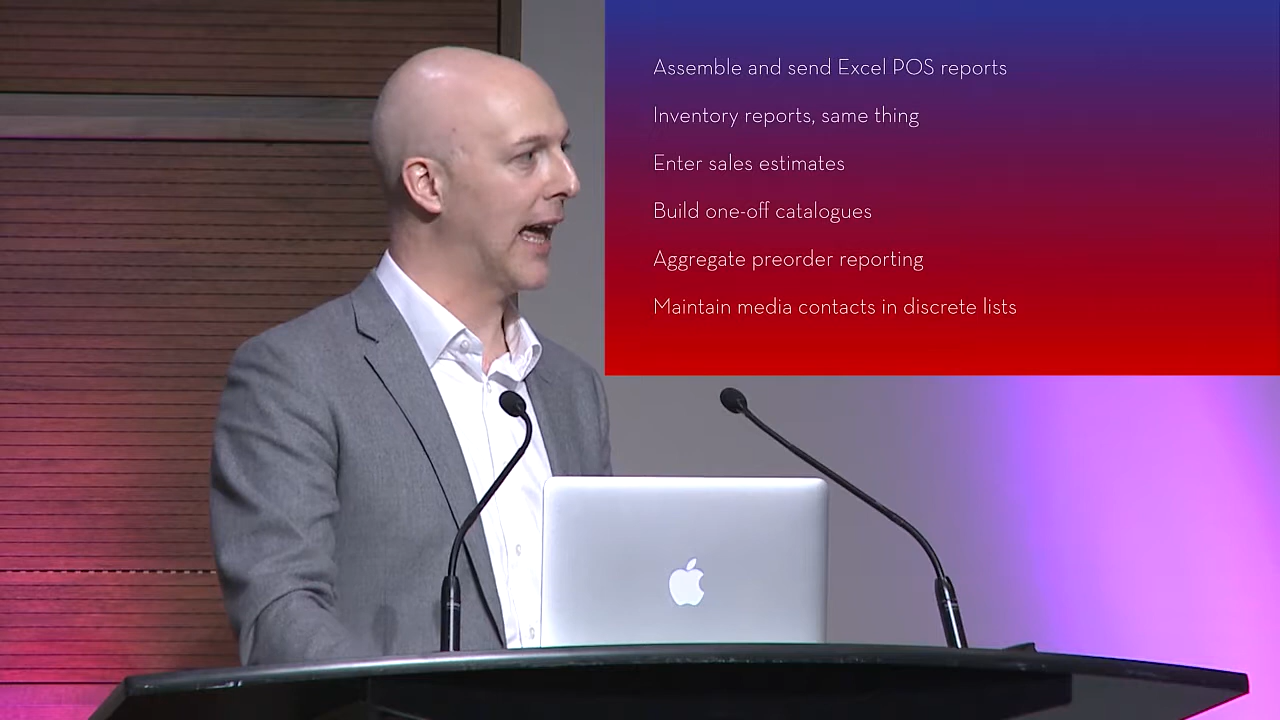 Assemble and send Excel POS reports
Inventory reports, same thing
Enter sales estimates
Build one-off catalogues
Aggregate preorder reporting
Maintain media contacts in discrete lists